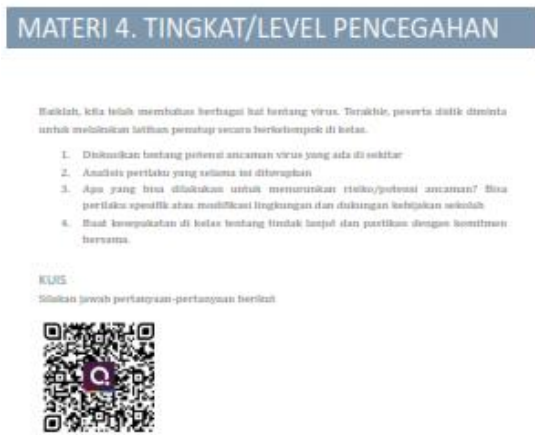 MATERI 4. TINGKAT/LEVEL PENCEGAHAN
Baiklah, kita telah membahas berbagai hal tentang virus. Terakhir, peserta didik diminta
untuk melakukan latihan penutup secara berkelompok di kelas.
1. Diskusikan tentang potensi ancaman virus yang ada di sekitar
2. Analisis perilaku yang selama ini diterapkan
3. Apa yang bisa dilakukan untuk menurunkan risiko/potensi ancaman? Bisa
perilaku spesifik atau modifikasi lingkungan dan dukungan kebijakan sekolah
4. Buat kesepakatan di kelas tentang tindak lanjut dan pastikan dengan komitmen
bersama.
KUIS
Silakan jawab pertanyaan-pertanyaan berikut
Q